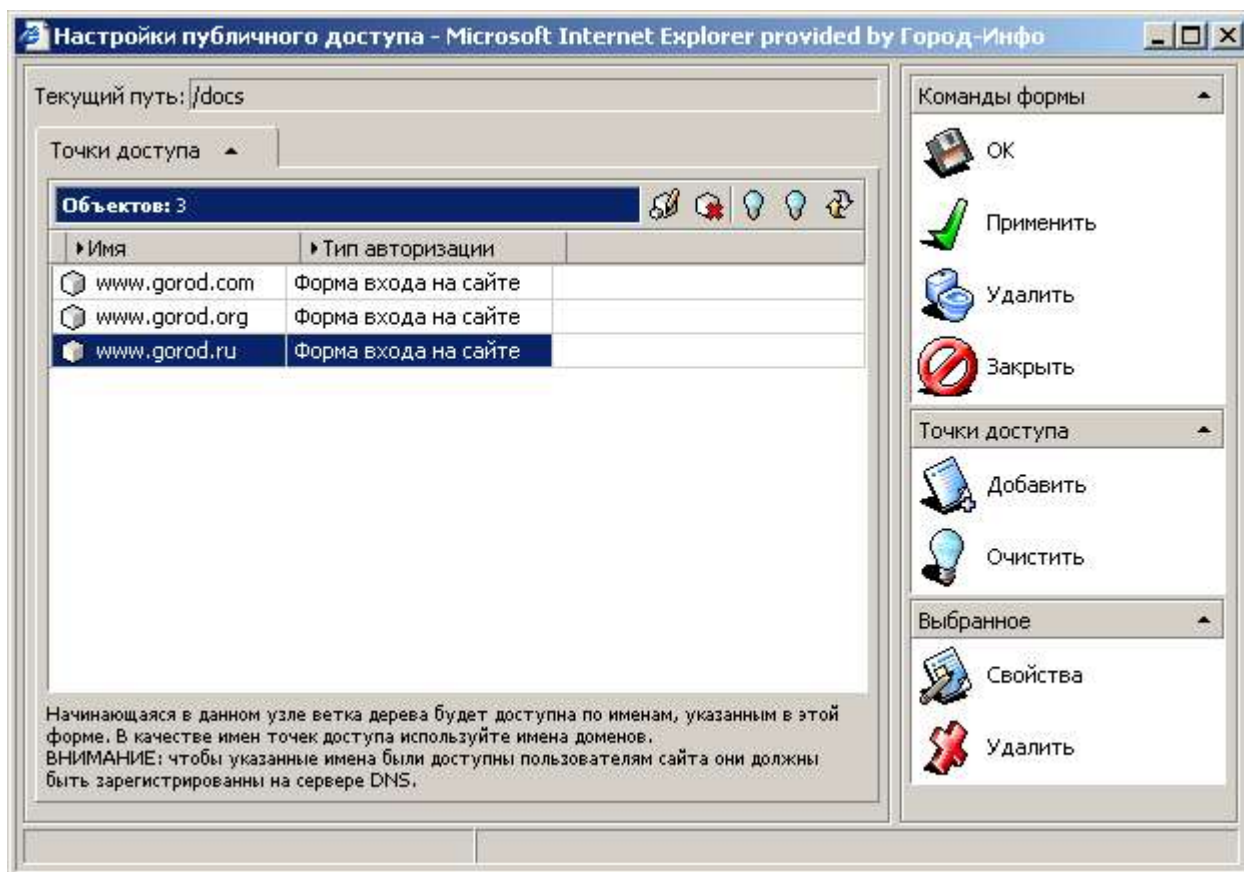 Настройки публичного доступа - Microsoft Internet Explorer provided by Город-Инфо
Текущий путь: /docs
Точки доступа
Объектов: 3
Имя Тип авторизации
www.gorod.com Форма входа на сайте
www.gorod.org Форма входа на сайте
www.gorod.ru Форма входа на сайте
Начинающаяся в данном узле ветка дерева будет доступна по именам, указанным в этой
форме. В качестве имен точек доступа используйте имена доменов.
ВНИМАНИЕ: чтобы указанные имена были доступны пользователям сайта они должны
быть зарегистрированны на сервере DNS.
Команды формы
ОК
Применить
Удалить
Закрыть
Точки доступа
Добавить
Очистить
Выбранное
Свойства
Удалить